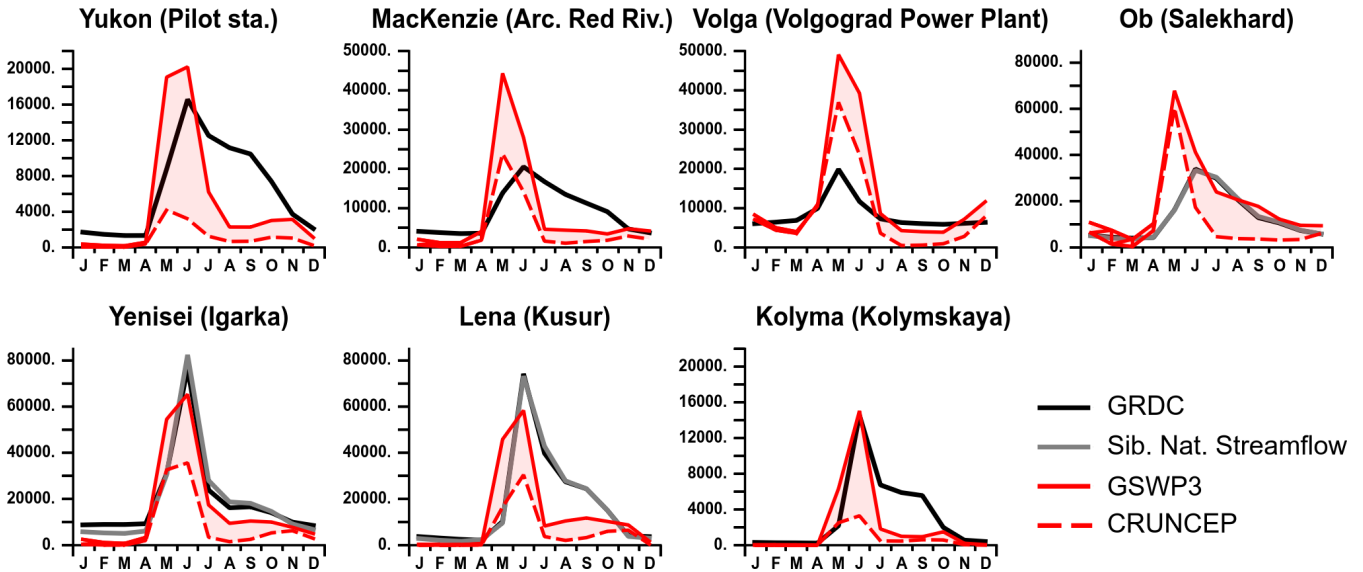 Yukon (Pilot sta.)
20000.
16000.
12000.
8000.
4000.
0.
J F M A M J J A S O N D
MacKenzie (Arc. Red Riv.)
50000.
40000.
30000.
20000.
10000.
0.
J F M A M J J A S O N D
Volga (Volgograd Power Plant)
50000.
40000.
30000.
20000.
10000.
0.
J F M A M J J A S O N D
Ob (Salekhard)
80000.
60000.
40000.
20000.
0.
J F M A M J J A S O N D
Yenisei (Igarka)
80000.
60000.
40000.
20000.
0.
J F M A M J J A S O N D
Lena (Kusur)
80000.
60000.
40000.
20000.
0.
J F M A M J J A S O N D
Kolyma (Kolymskaya)
20000.
16000.
12000.
8000.
4000.
0.
J F M A M J J A S O N D
GRDC
Sib. Nat. Streamflow
GSWP3
CRUNCEP